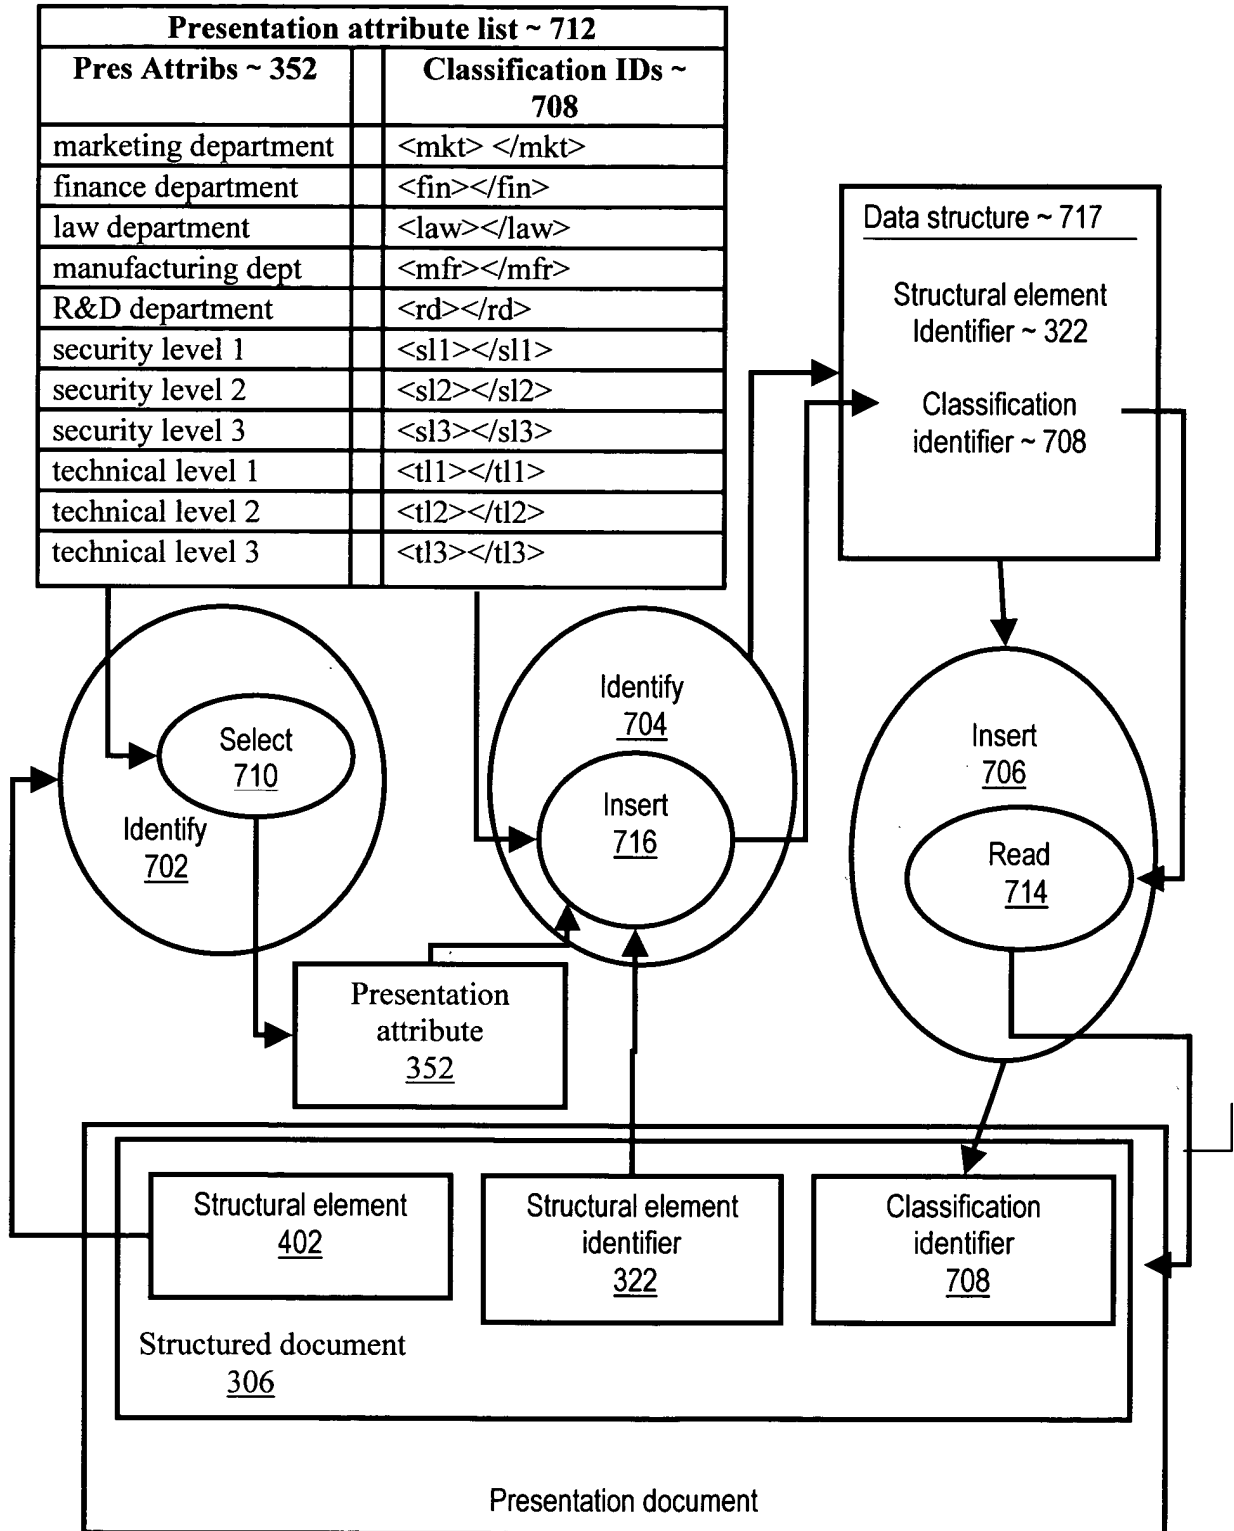 Presentation attribute list ~ 712
Pres Attribs ~ 352
Classification IDs ~
708
marketing department <mkt> </mkt>
finance department <fin></fin>
law department <law></law>
manufacturing dept <mfr></mfr>
R&D department <rd></rd>
security level 1 <sl1></sl1>
security level 2 <sl2></sl2>
security level 3 <sl3></sl3>
technical level 1 <tl1></tl1>
technical level 2 <tl2></tl2>
technical level 3 <tl3></tl3>
Data structure ~ 717
Structural element
Identifier ~ 322
Classification
identifier ~ 708
Select
710
Identify
702
Identify
704
Insert
716
Insert
706
Read
714
Presentation
attribute
352
Structural element
402
Structural element
identifier
322
Classification
identifier
708
Structured document
306
Presentation document